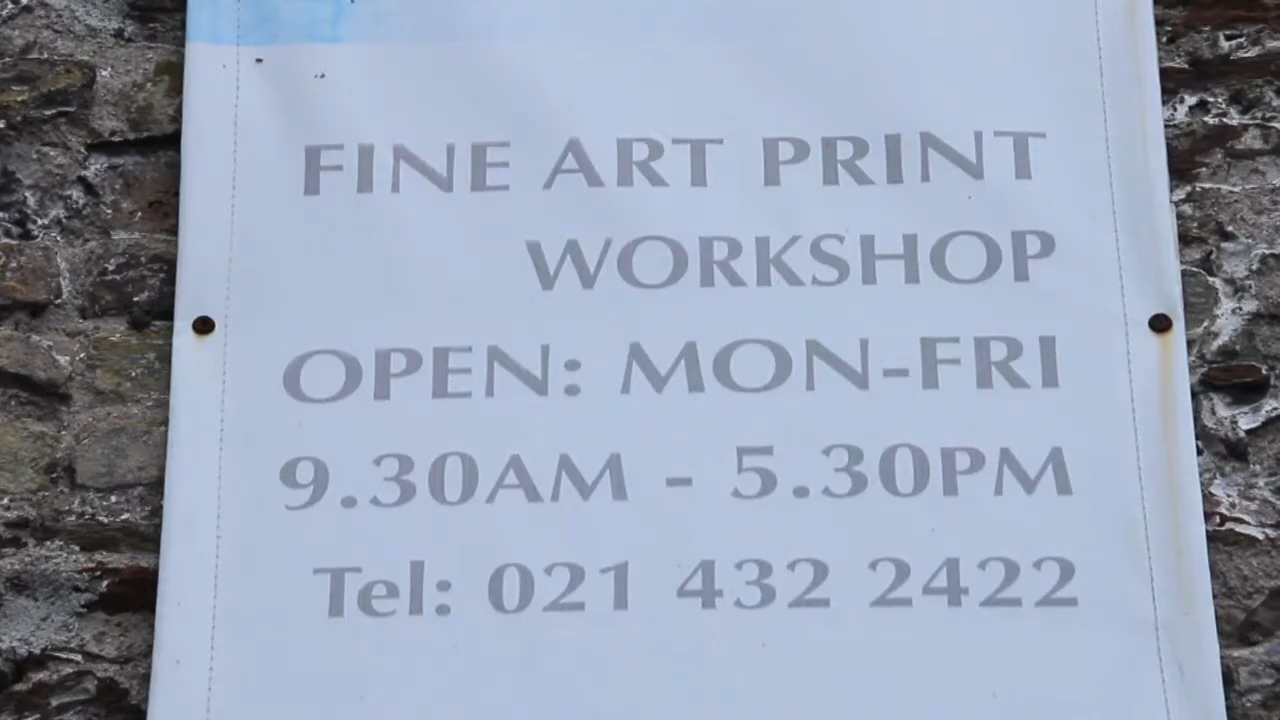 FINE ART PRINT
WORKSHOP
OPEN: MON-FRI
9.30AM - 5.30PM
Tel: 021 432 2422